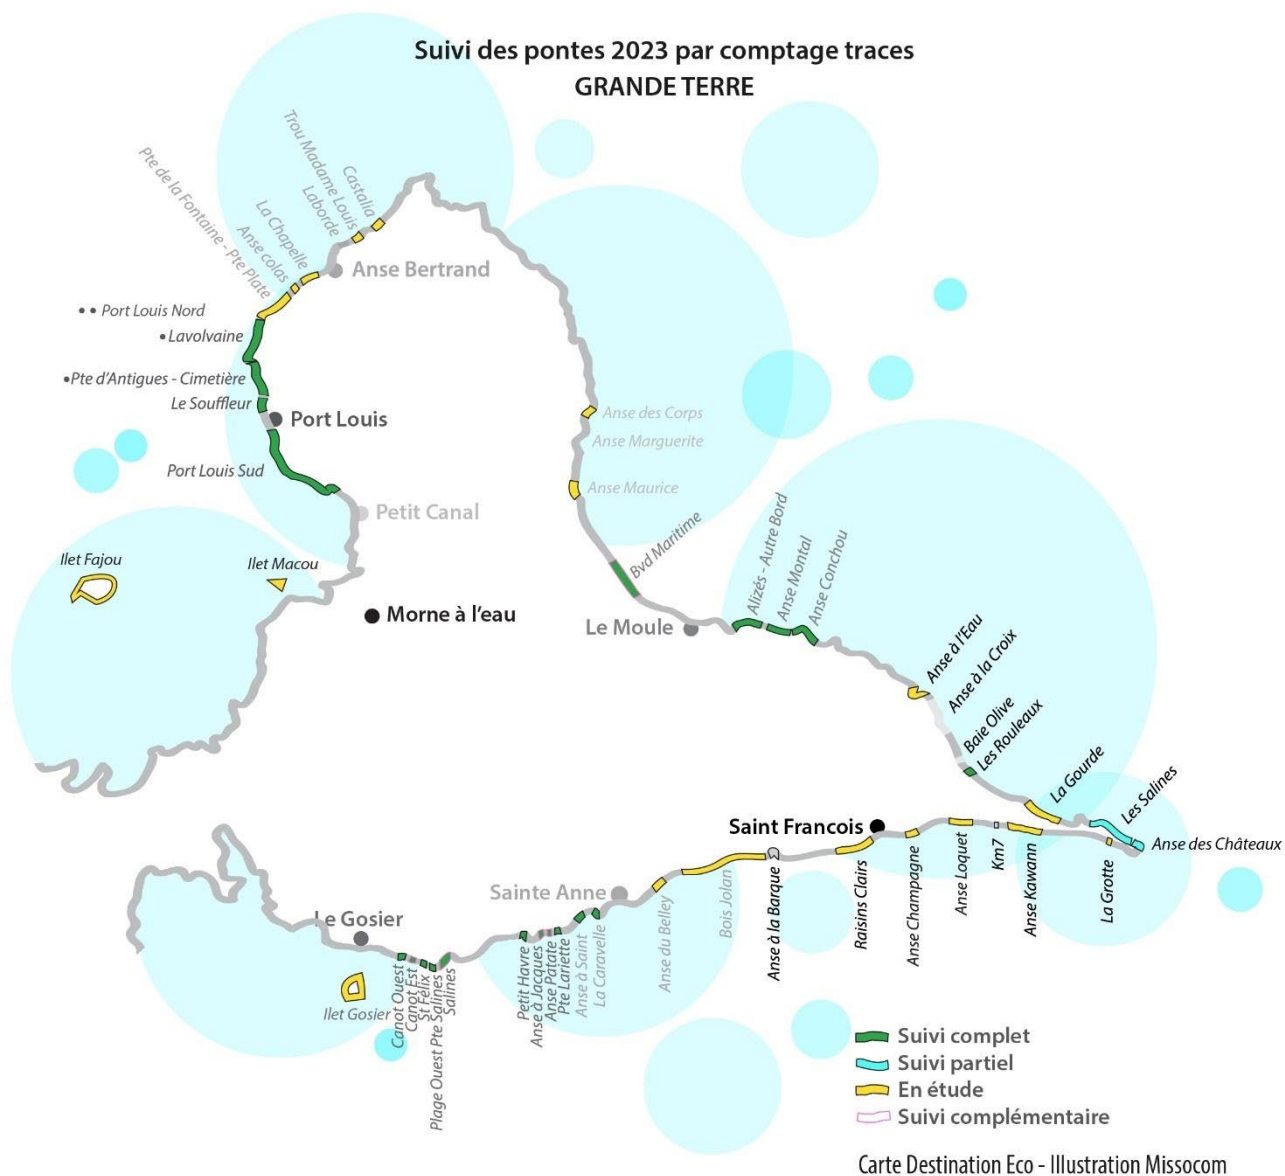 Suivi des pontes 2023 par comptage traces
GRANDE TERRE
Trou Madame Louis
Castalia
Laborde
Pte de la Fontaine - Pte Plate
La Chapelle
Anse colas
Anse Bertrand
•• Port Louis Nord
•Lavolvaine
•Pte d'Antigues - Cimetière
Le Souffleur
Port Louis
Port Louis Sud
Petit Canal
Anse des Corps
Anse Marguerite
Anse Maurice
Bvd Maritime
Alizés - Autre Bord
Anse Montal
Anse Conchou
Ilet Fajou
Ilet Macou
Morne à l'eau
Le Moule
Anse à l'Eau
Anse à la Croix
Baie Olive
Les Rouleaux
La Gourde
Les Salines
Anse des Châteaux
Saint Francois
Sainte Anne
Le Gosier
Ilet Gosier
Canot Ouest
Canot Est
St Félix
Plage Ouest Pte Salines
Salines
Petit Havre
Anse à Jacques
Anse Patate
Pte Lariette
Anse à Saint
La Caravelle
Anse du Belley
Bois Jolan
Anse à la Barque
Raisins Clairs
Anse Champagne
Anse Loquet
Km7
Anse Kawann
La Grotte
Suivi complet
Suivi partiel
En étude
Suivi complémentaire
Carte Destination Eco - Illustration Missocom